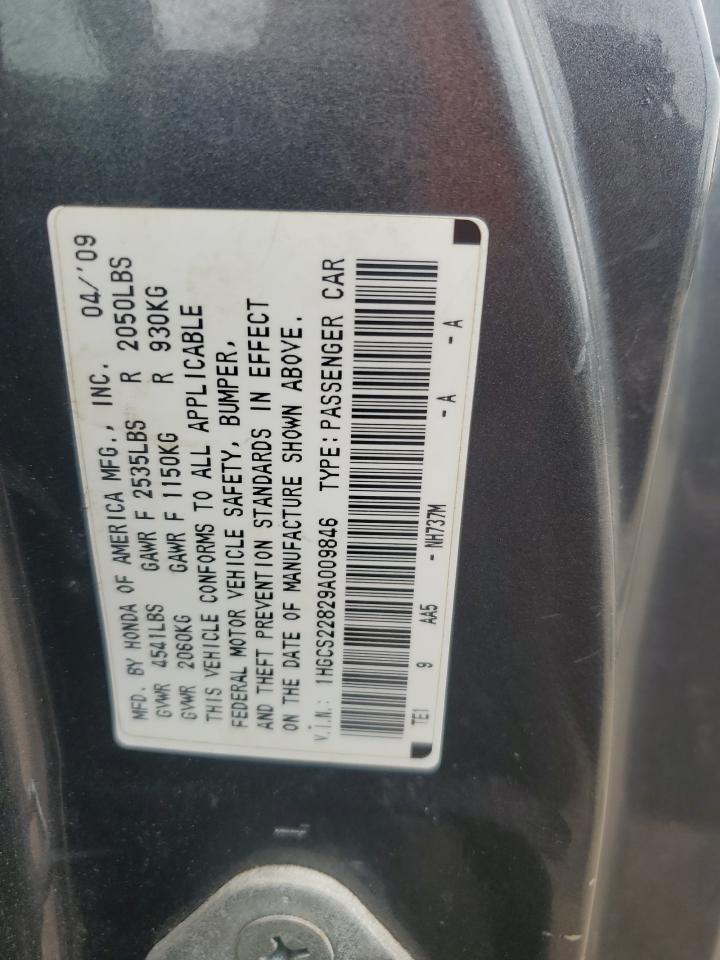 MFD. BY HONDA OF AMERICA MFG., INC. 04/'09
GVWR 4541LBS GAWR F 2535LBS R 2050LBS
GVWR 2060KG GAWR F 1150KG R 930KG
THIS VEHICLE CONFORMS TO ALL APPLICABLE
FEDERAL MOTOR VEHICLE SAFETY, BUMPER,
AND THEFT PREVENTION STANDARDS IN EFFECT
ON THE DATE OF MANUFACTURE SHOWN ABOVE.
V.I.N.: 1HGCS22829A009846 TYPE:PASSENGER CAR
TE1 9 AA5 - NH737M - A - A